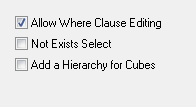 Allow Where Clause Editing
Not Exists Select
Add a Hierarchy for Cubes